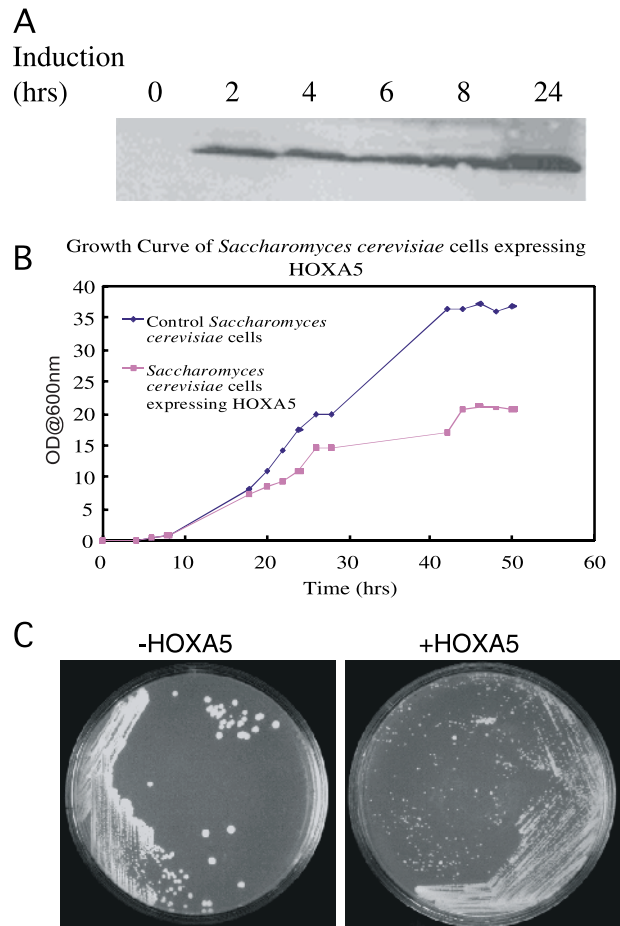 A
Induction
(hrs) 0 2 4 6 8 24
B
Growth Curve of Saccharomyces cerevisiae cells expressing
HOXA5
40
35
30
25
20
15
10
5
0
OD@600nm
Control Saccharomyces
cerevisiae cells
Saccharomyces
cerevisiae cells
expressing HOXA5
0 10 20 30 40 50 60
Time (hrs)
C
-HOXA5 +HOXA5